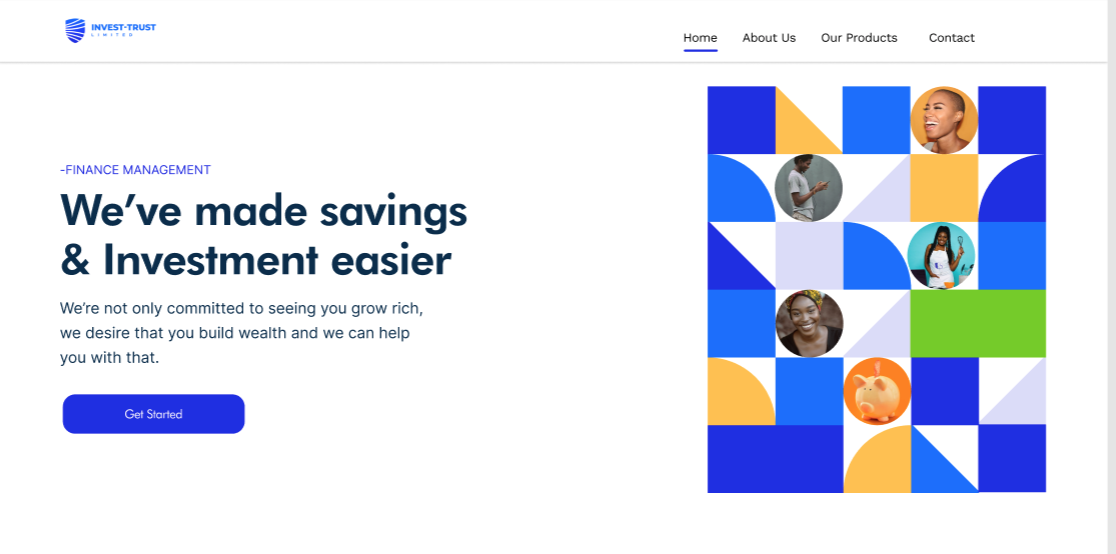 INVEST-TRUST
LIMITED
Home About Us Our Products Contact
-FINANCE MANAGEMENT
We’ve made savings
& Investment easier
We’re not only committed to seeing you grow rich,
we desire that you build wealth and we can help
you with that.
Get Started